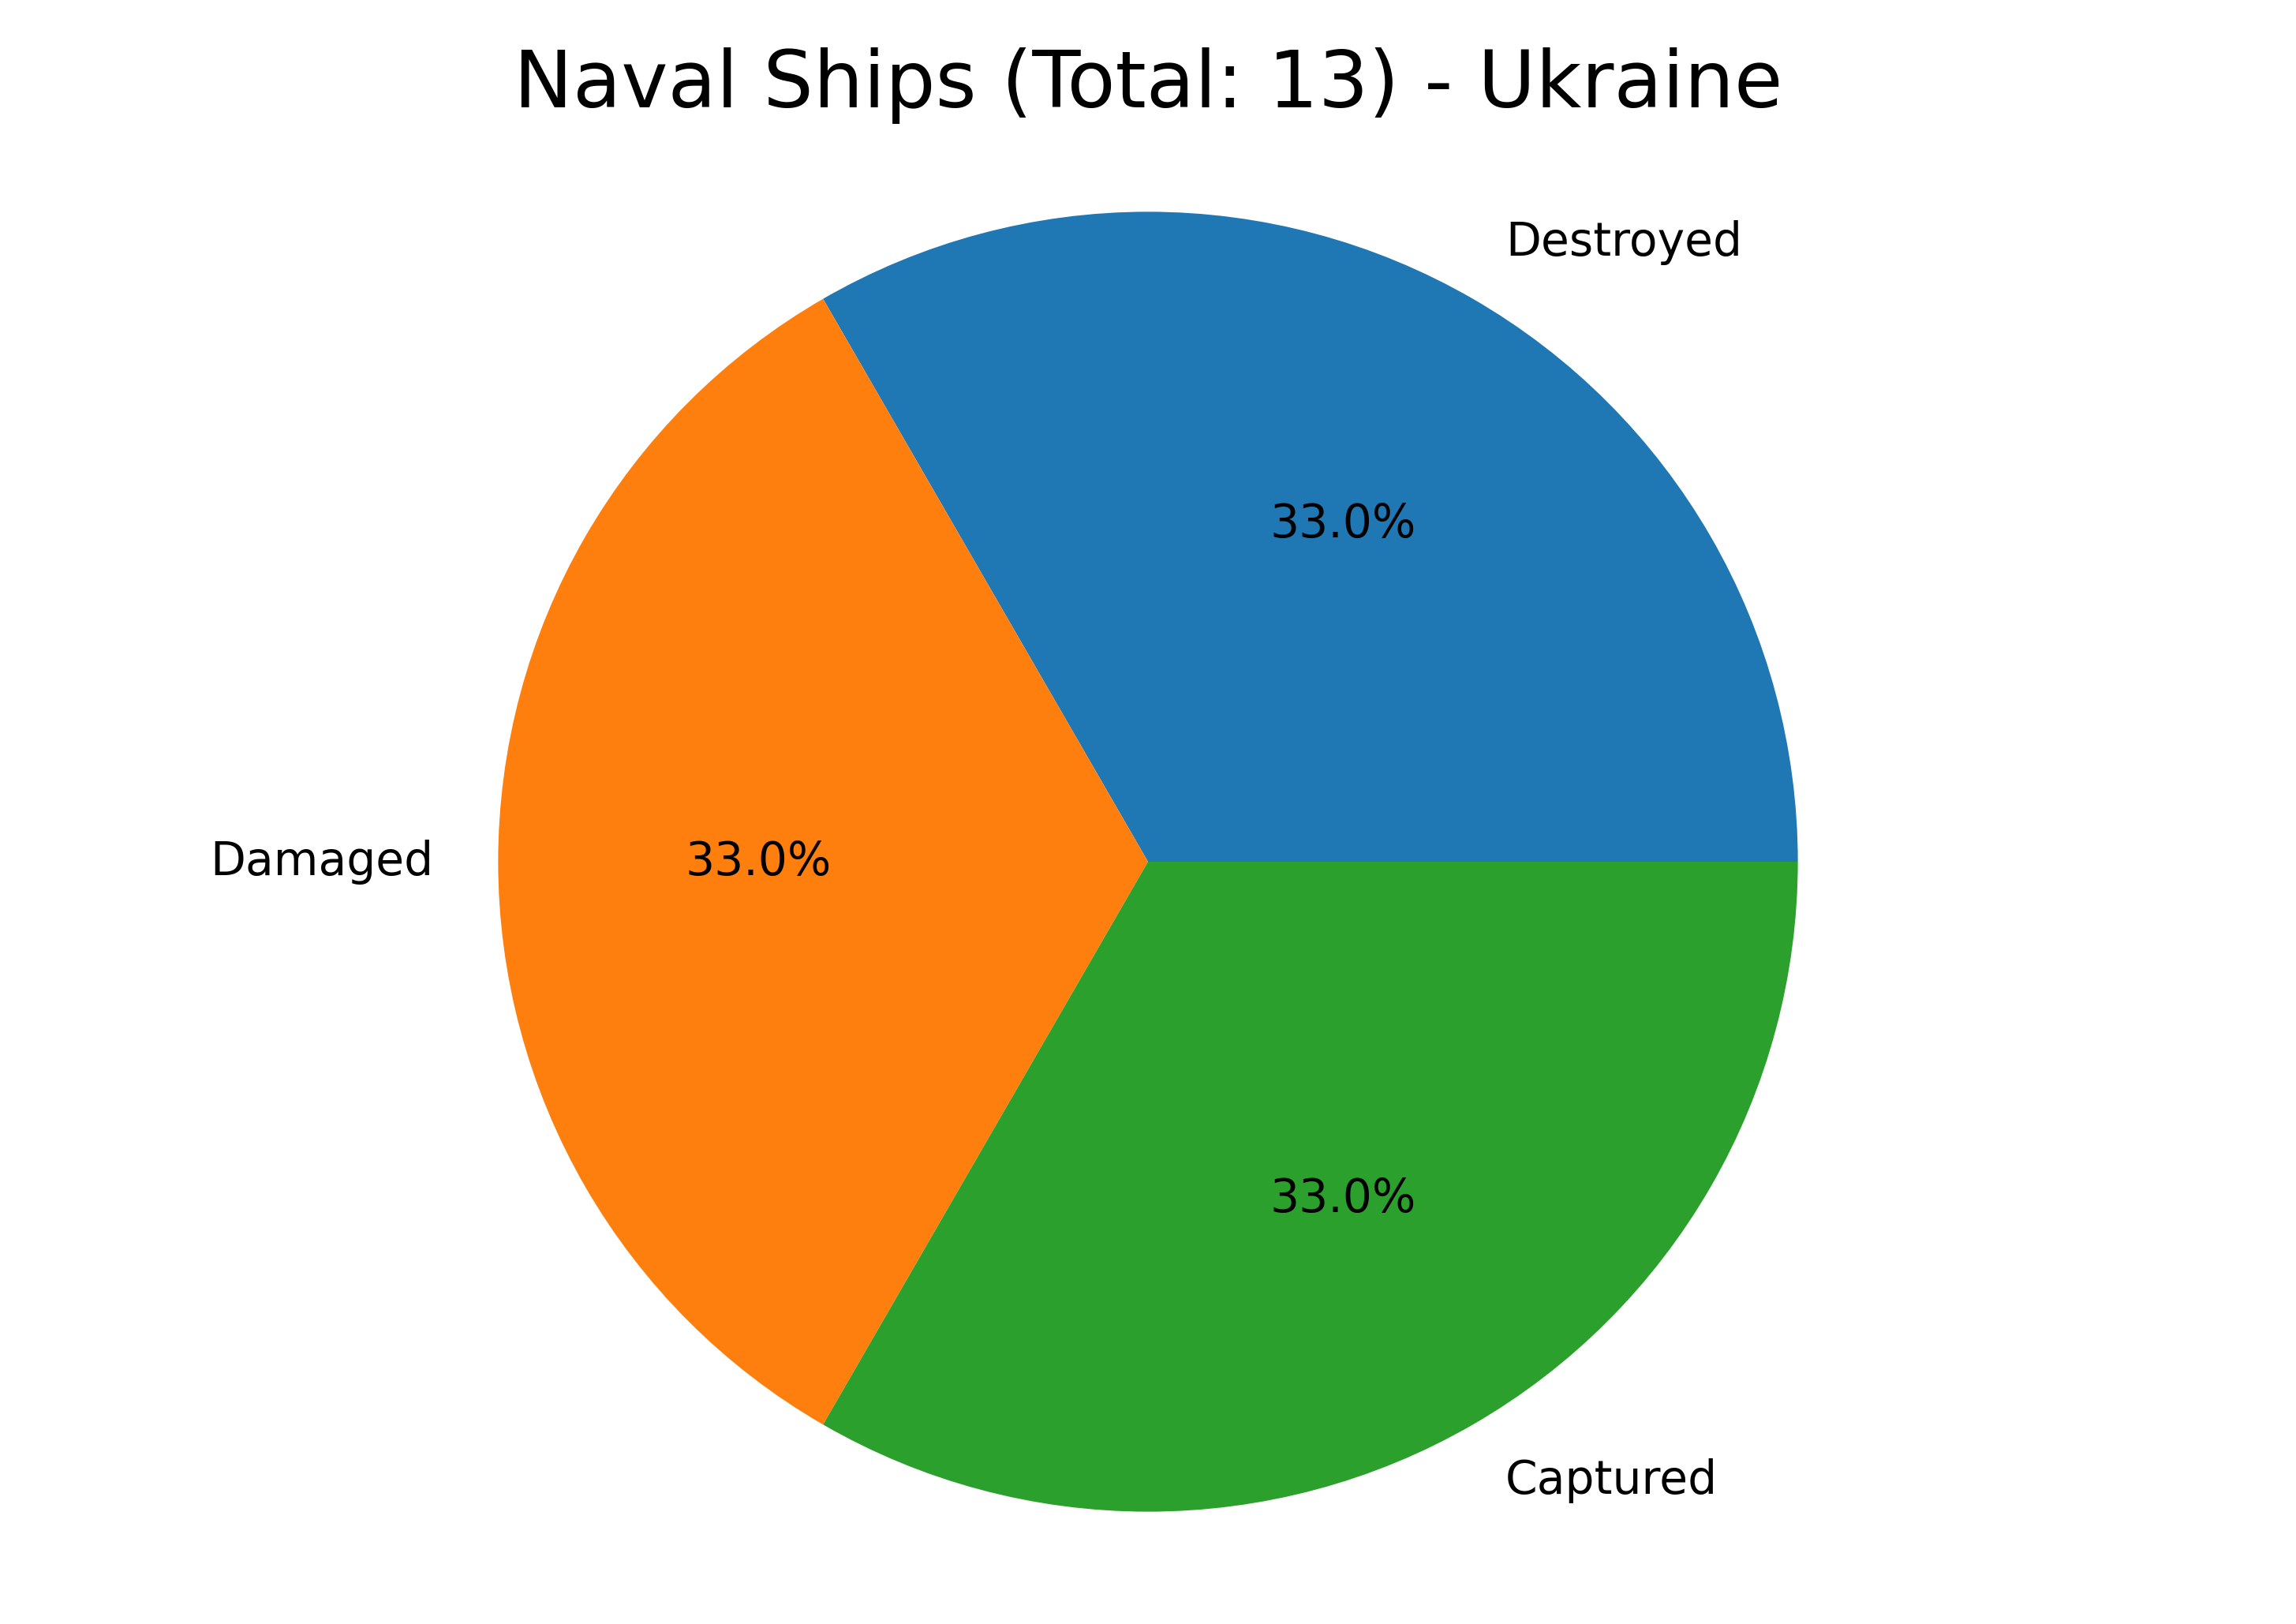 Naval Ships (Total: 13) - Ukraine
Destroyed
33.0%
Damaged
33.0%
33.0%
Captured